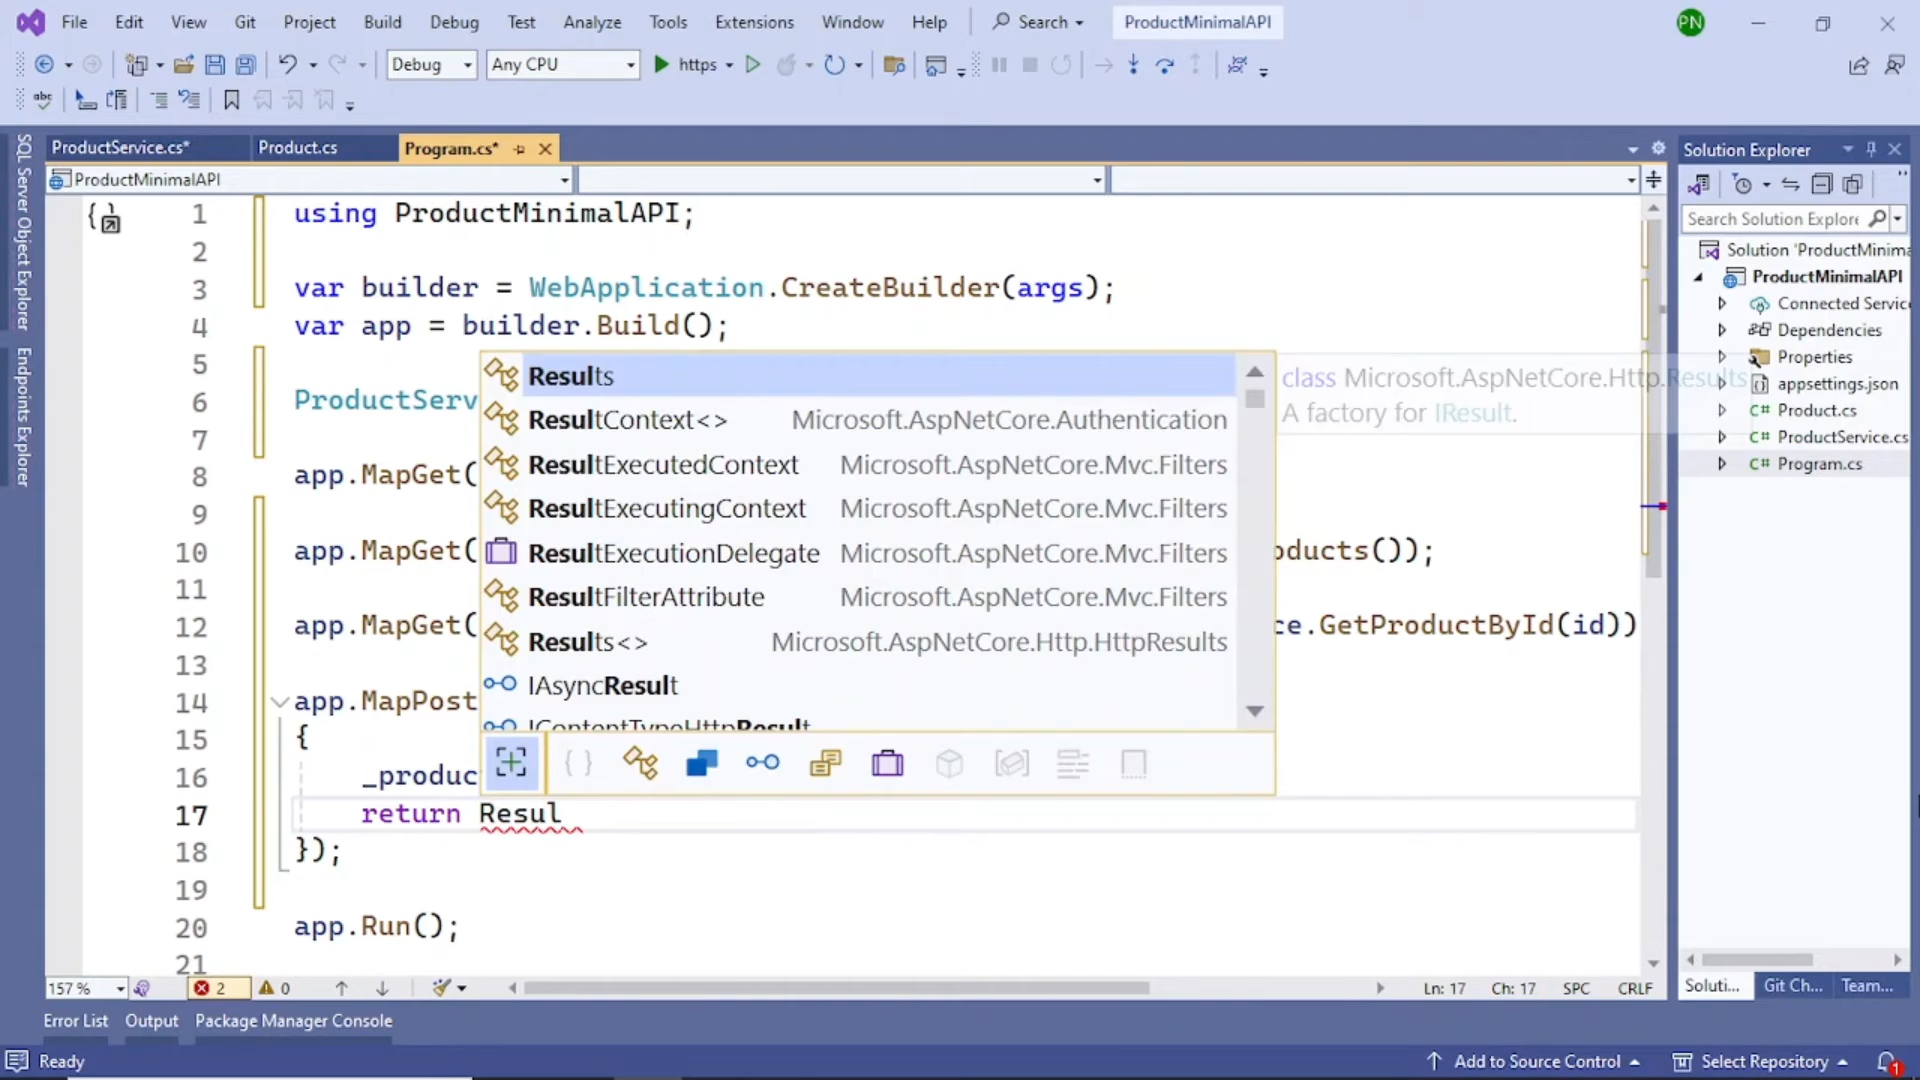 File Edit View Git Project Build Debug Test Analyze Tools Extensions Window Help Search ProductMinimalAPI PN
Debug Any CPU https
abc
ProductService.cs* Product.cs Program.cs* Solution Explorer
ProductMinimalAPI
SQL Server Object Explorer
Endpoints Explorer
1 using ProductMinimalAPI;
2
3 var builder = WebApplication.CreateBuilder(args);
4 var app = builder.Build();
5
6 ProductServ
7
8 app.MapGet(
9
10 app.MapGet( oducts());
11
12 app.MapGet( ce.GetProductById(id))
13
14 app.MapPost
15 {
16 _produc
17 return Resul
18 });
19
20 app.Run();
21
Results
ResultContext<> Microsoft.AspNetCore.Authentication
ResultExecutedContext Microsoft.AspNetCore.Mvc.Filters
ResultExecutingContext Microsoft.AspNetCore.Mvc.Filters
ResultExecutionDelegate Microsoft.AspNetCore.Mvc.Filters
ResultFilterAttribute Microsoft.AspNetCore.Mvc.Filters
Results<> Microsoft.AspNetCore.Http.HttpResults
IAsyncResult
IContentTypeHttpResult
class Microsoft.AspNetCore.Http.Results
A factory for IResult.
Search Solution Explore
Solution 'ProductMinima
ProductMinimalAPI
Connected Servic
Dependencies
Properties
appsettings.json
C# Product.cs
C# ProductService.cs
C# Program.cs
157 % 2 0 Ln: 17 Ch: 17 SPC CRLF
Soluti... Git Ch... Team...
Error List Output Package Manager Console
Ready Add to Source Control Select Repository 1